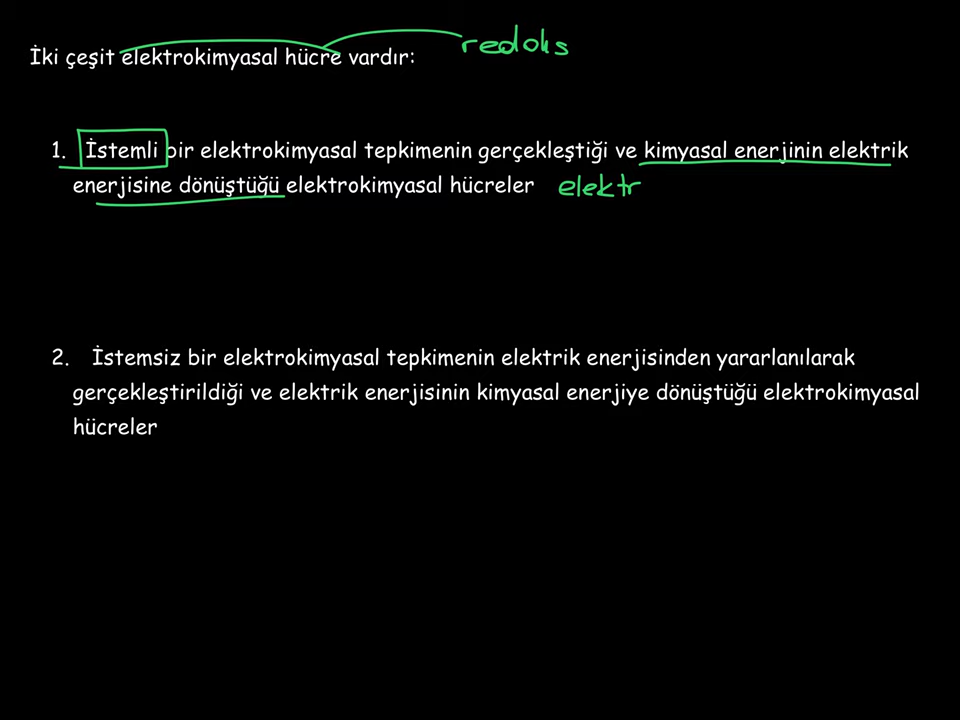 İki çeşit elektrokimyasal hücre vardır:
redoks
1. İstemli bir elektrokimyasal tepkimenin gerçekleştiği ve kimyasal enerjinin elektrik
enerjisine dönüştüğü elektrokimyasal hücreler elektr
2. İstemsiz bir elektrokimyasal tepkimenin elektrik enerjisinden yararlanılarak
gerçekleştirildiği ve elektrik enerjisinin kimyasal enerjiye dönüştüğü elektrokimyasal
hücreler